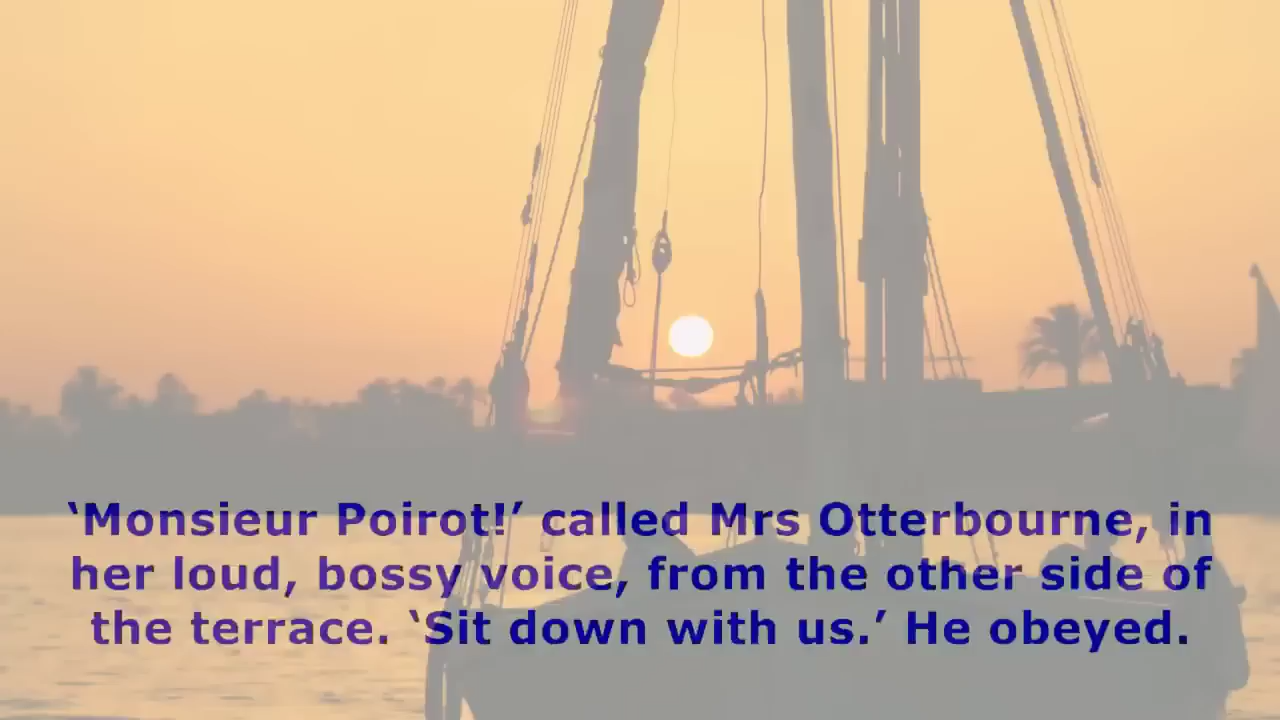 ‘Monsieur Poirot!’ called Mrs Otterbourne, in
her loud, bossy voice, from the other side of
the terrace. ‘Sit down with us.’ He obeyed.